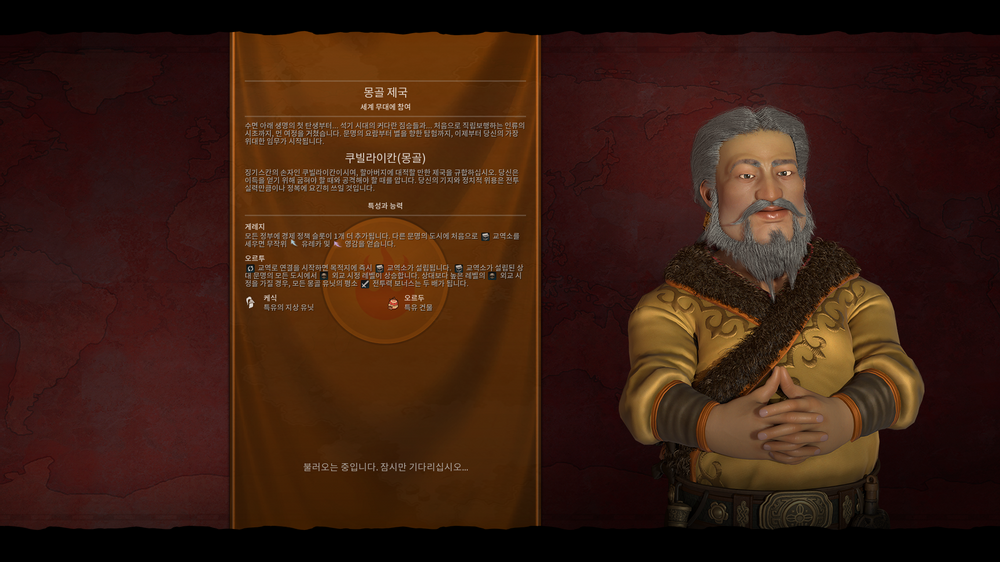 몽골 제국
세계 무대에 참여
수면 아래 생명의 첫 탄생부터... 석기 시대의 커다란 짐승들과... 처음으로 직립보행하는 인류의
시초까지, 먼 여정을 거쳤습니다. 문명의 요람부터 별을 향한 탐험까지, 이제부터 당신의 가장
위대한 임무가 시작됩니다.
쿠빌라이칸(몽골)
징기스칸의 손자인 쿠빌라이칸이시여, 할아버지에 대적할 만한 제국을 규합하십시오. 당신은
이득을 얻기 위해 굽혀야 할 때와 공격해야 할 때를 압니다. 당신의 기지와 정치적 위용은 전투
실력만큼이나 정복에 요긴히 쓰일 것입니다.
특성과 능력
게레지
모든 정부에 경제 정책 슬롯이 1개 더 추가됩니다. 다른 문명의 도시에 처음으로 교역소를
세우면 무작위 유레카 및 영감을 얻습니다.
오르투
교역로 연결을 시작하면 목적지에 즉시 교역소가 설립됩니다. 교역소가 설립된 상
대 문명의 모든 도시에서 외교 시정 레벨이 상승합니다. 상대보다 높은 레벨의 외교 시
정을 가질 경우, 모든 몽골 유닛의 평소 전투력 보너스는 두 배가 됩니다.
케식 오르두
특유의 지상 유닛 특유 건물
불러오는 중입니다. 잠시만 기다리십시오...